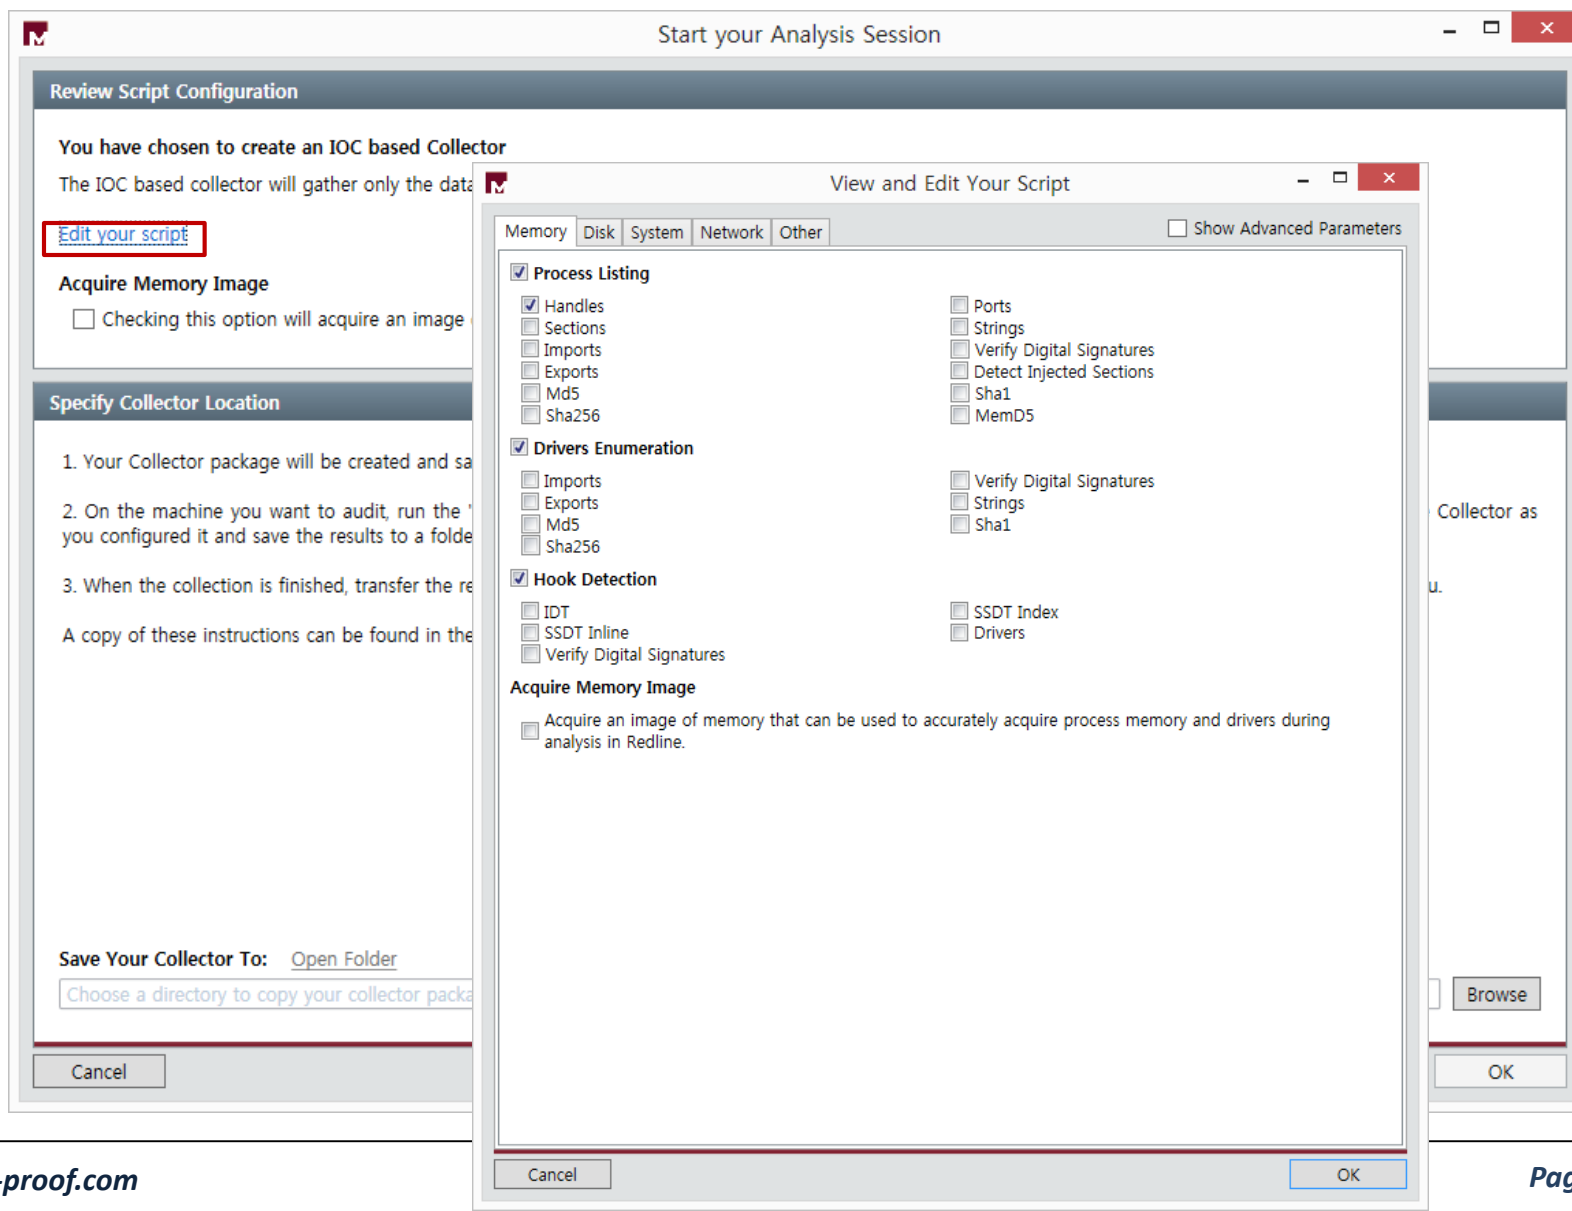 Start your Analysis Session
Review Script Configuration
You have chosen to create an IOC based Collector
The IOC based collector will gather only the data
Edit your script
Acquire Memory Image
Checking this option will acquire an image
Specify Collector Location
1. Your Collector package will be created and sa
2. On the machine you want to audit, run the '
Collector as
you configured it and save the results to a folde
3. When the collection is finished, transfer the re
u.
A copy of these instructions can be found in the
Save Your Collector To: Open Folder
Choose a directory to copy your collector packa
Browse
Cancel
OK
View and Edit Your Script
Memory Disk System Network Other
Show Advanced Parameters
Process Listing
Handles Ports
Sections Strings
Imports Verify Digital Signatures
Exports Detect Injected Sections
Md5 Sha1
Sha256 MemD5
Drivers Enumeration
Imports Verify Digital Signatures
Exports Strings
Md5 Sha1
Sha256
Hook Detection
IDT SSDT Index
SSDT Inline Drivers
Verify Digital Signatures
Acquire Memory Image
Acquire an image of memory that can be used to accurately acquire process memory and drivers during
analysis in Redline.
Cancel OK
-proof.com
Pag